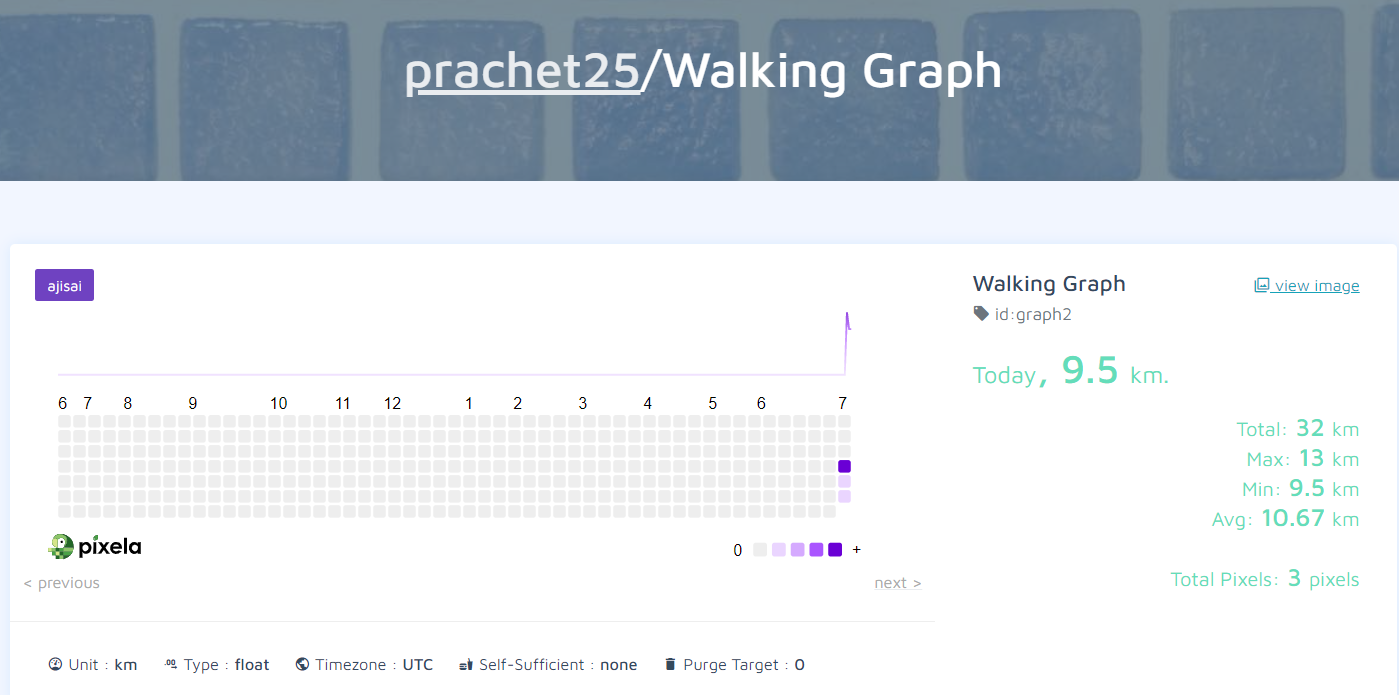 prachet25/Walking Graph
ajisai
6 7 8 9 10 11 12 1 2 3 4 5 6 7
pixela
0 +
< previous
next >
Unit : km Type : float Timezone : UTC Self-Sufficient : none Purge Target : 0
Walking Graph
view image
id:graph2
Today, 9.5 km.
Total: 32 km
Max: 13 km
Min: 9.5 km
Avg: 10.67 km
Total Pixels: 3 pixels